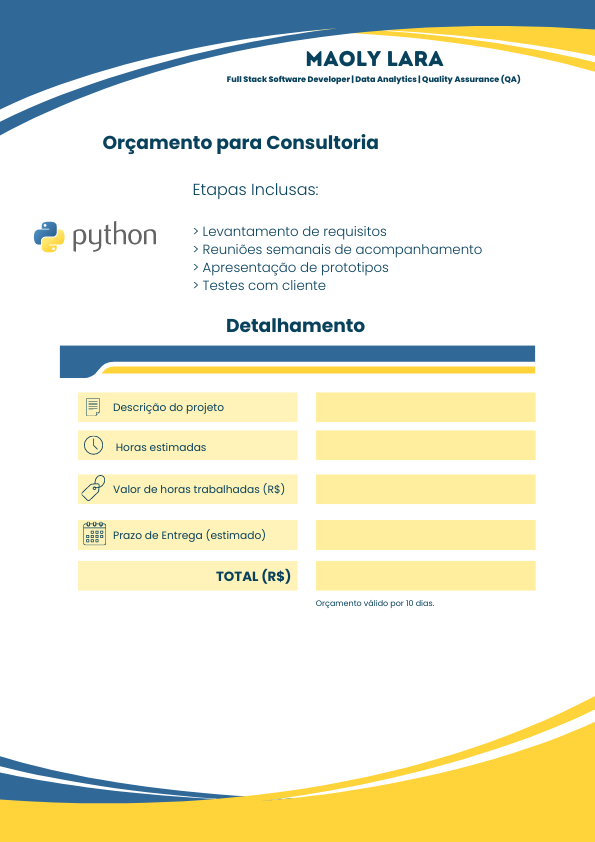 MAOLY LARA
Full Stack Software Developer | Data Analytics | Quality Assurance (QA)
Orçamento para Consultoria
Etapas Inclusas:
python
> Levantamento de requisitos
> Reuniões semanais de acompanhamento
> Apresentação de prototipos
> Testes com cliente
Detalhamento
Descrição do projeto
Horas estimadas
Valor de horas trabalhadas (R$)
Prazo de Entrega (estimado)
TOTAL (R$)
Orçamento válido por 10 dias.